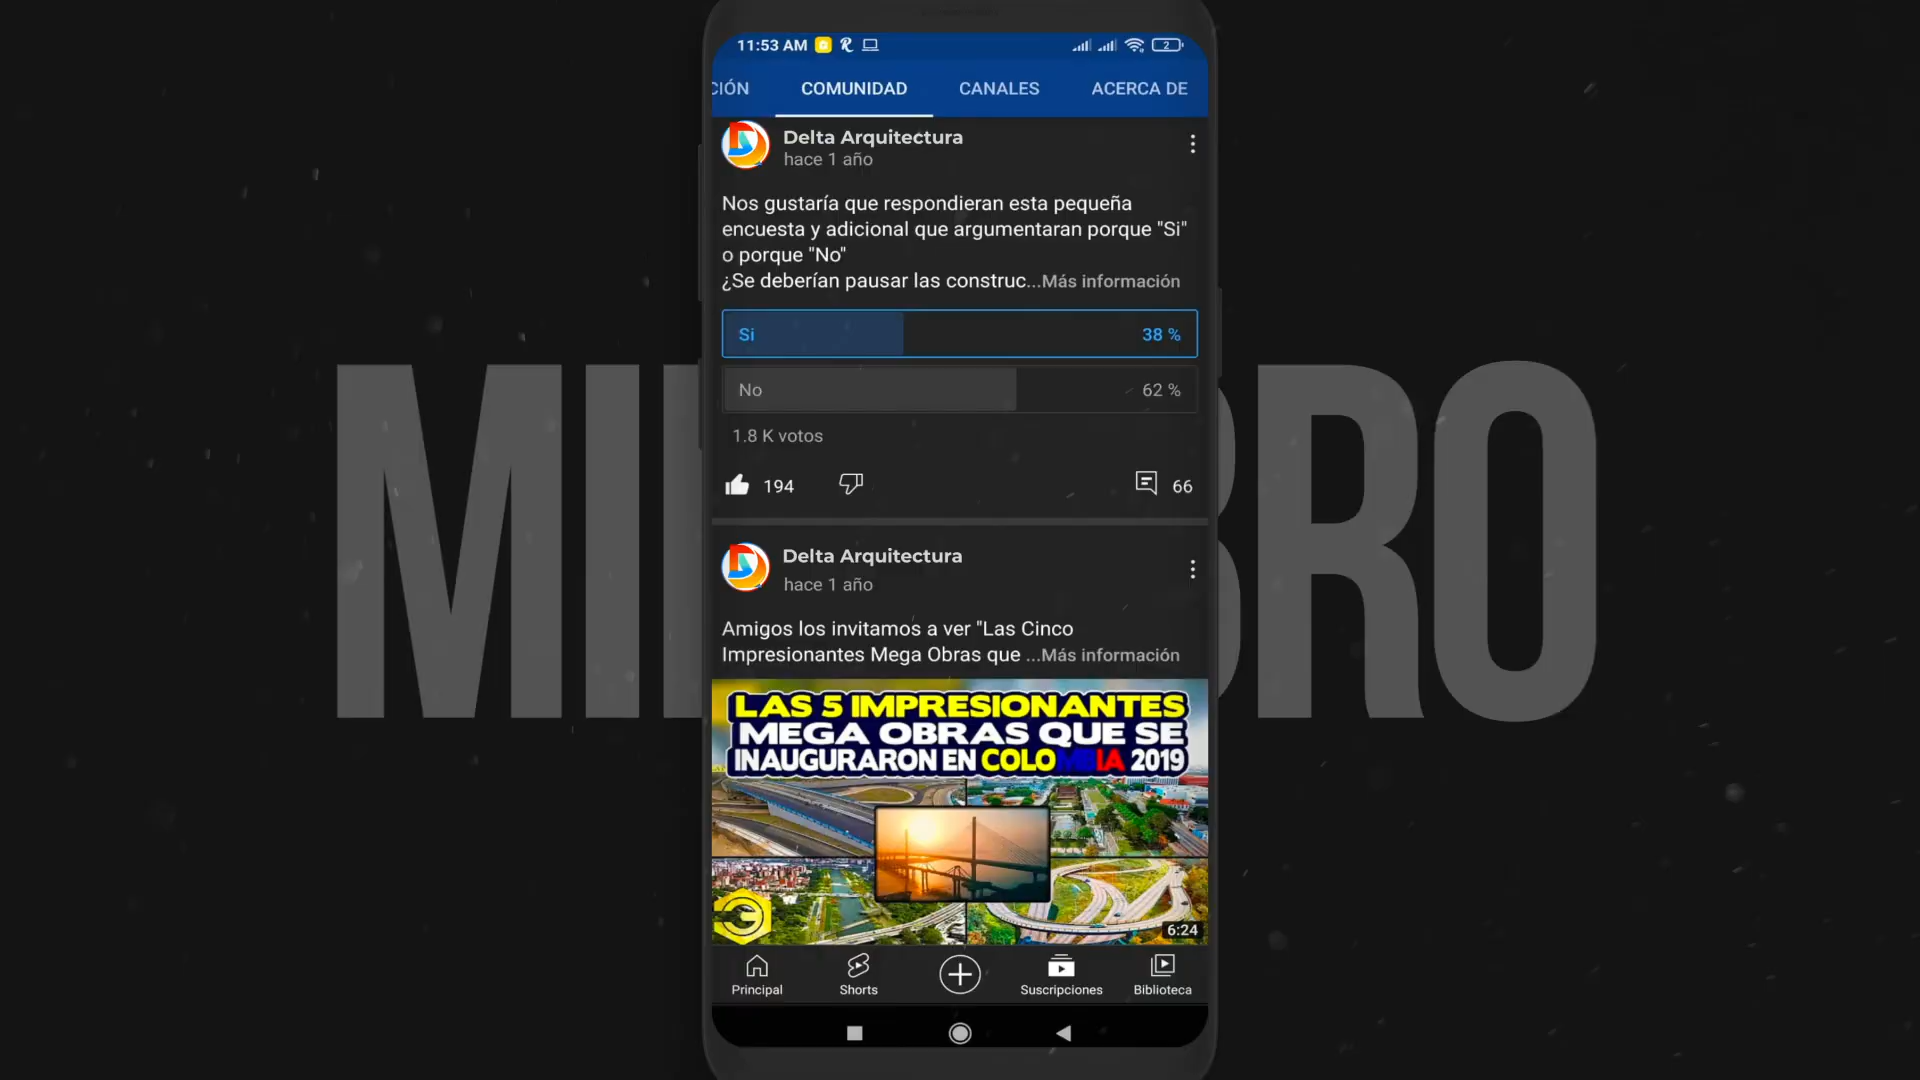 11:53 AM
2
CIÓN COMUNIDAD CANALES ACERCA DE
Delta Arquitectura
hace 1 año
Nos gustaría que respondieran esta pequeña
encuesta y adicional que argumentaran porque "Si"
o porque "No"
¿Se deberían pausar las construc...Más información
Si 38 %
No 62 %
1.8 K votos
194 66
Delta Arquitectura
hace 1 año
Amigos los invitamos a ver "Las Cinco
Impresionantes Mega Obras que ...Más información
LAS 5 IMPRESIONANTES
MEGA OBRAS QUE SE
INAUGURARON EN COLOMBIA 2019
6:24
Principal Shorts Suscripciones Biblioteca